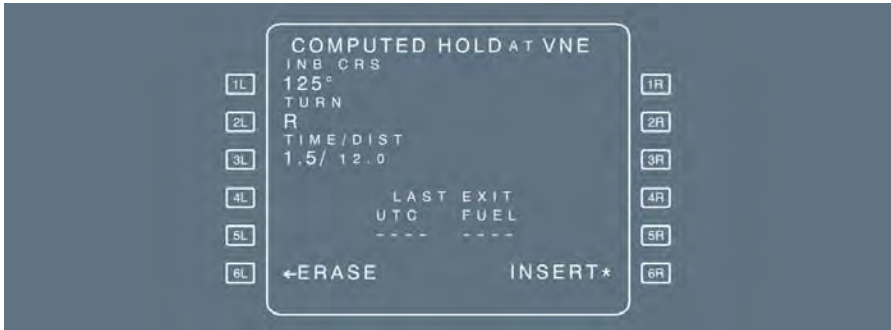 COMPUTED HOLD AT VNE
INB CRS
1L 125° 1R
TURN
2L R 2R
TIME/DIST
3L 1.5/ 12.0 3R
4L LAST EXIT 4R
UTC FUEL
5L ---- ---- 5R
6L ←ERASE INSERT* 6R